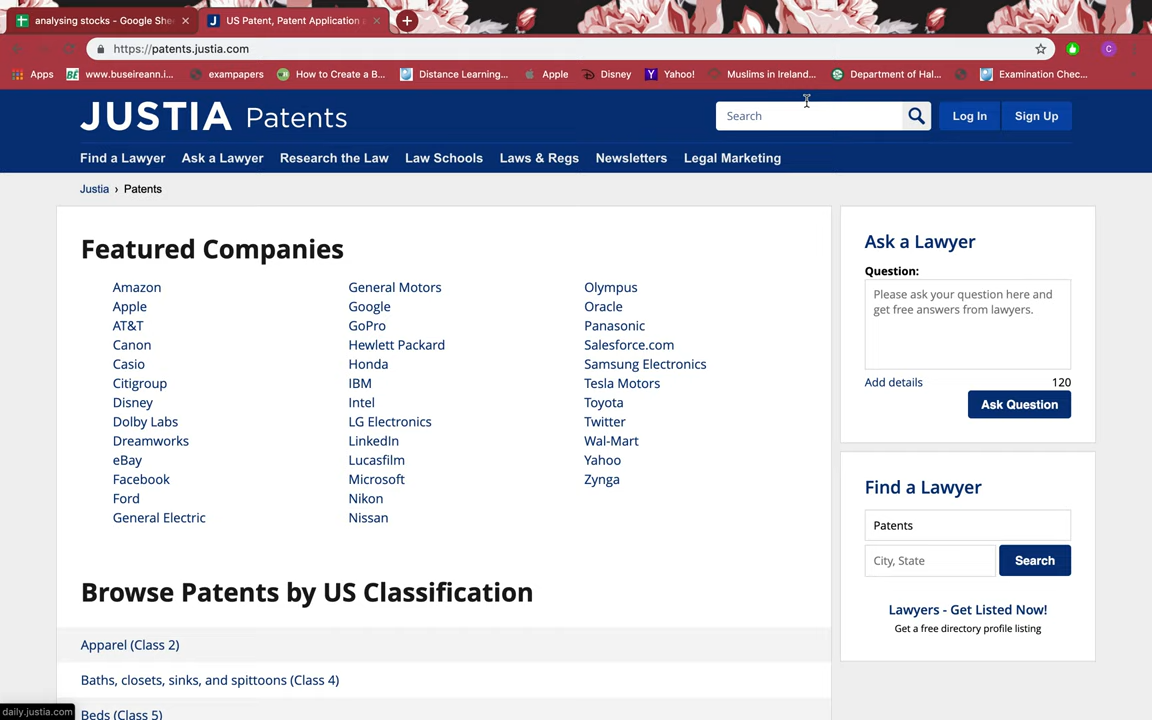 analysing stocks - Google She
US Patent, Patent Application
https://patents.justia.com
C
Apps
www.buseireann.i...
exampapers
How to Create a B...
Distance Learning...
Apple
Disney
Yahoo!
Muslims in Ireland...
Department of Hal...
Examination Chec...
JUSTIA Patents
Search
Log In
Sign Up
Find a Lawyer Ask a Lawyer Research the Law Law Schools Laws & Regs Newsletters Legal Marketing
Justia › Patents
Featured Companies
Amazon
Apple
AT&T
Canon
Casio
Citigroup
Disney
Dolby Labs
Dreamworks
eBay
Facebook
Ford
General Electric
General Motors
Google
GoPro
Hewlett Packard
Honda
IBM
Intel
LG Electronics
LinkedIn
Lucasfilm
Microsoft
Nikon
Nissan
Olympus
Oracle
Panasonic
Salesforce.com
Samsung Electronics
Tesla Motors
Toyota
Twitter
Wal-Mart
Yahoo
Zynga
Browse Patents by US Classification
Apparel (Class 2)
Baths, closets, sinks, and spittoons (Class 4)
Beds (Class 5)
Ask a Lawyer
Question:
Please ask your question here and
get free answers from lawyers.
Add details
120
Ask Question
Find a Lawyer
Patents
City, State
Search
Lawyers - Get Listed Now!
Get a free directory profile listing
daily.justia.com